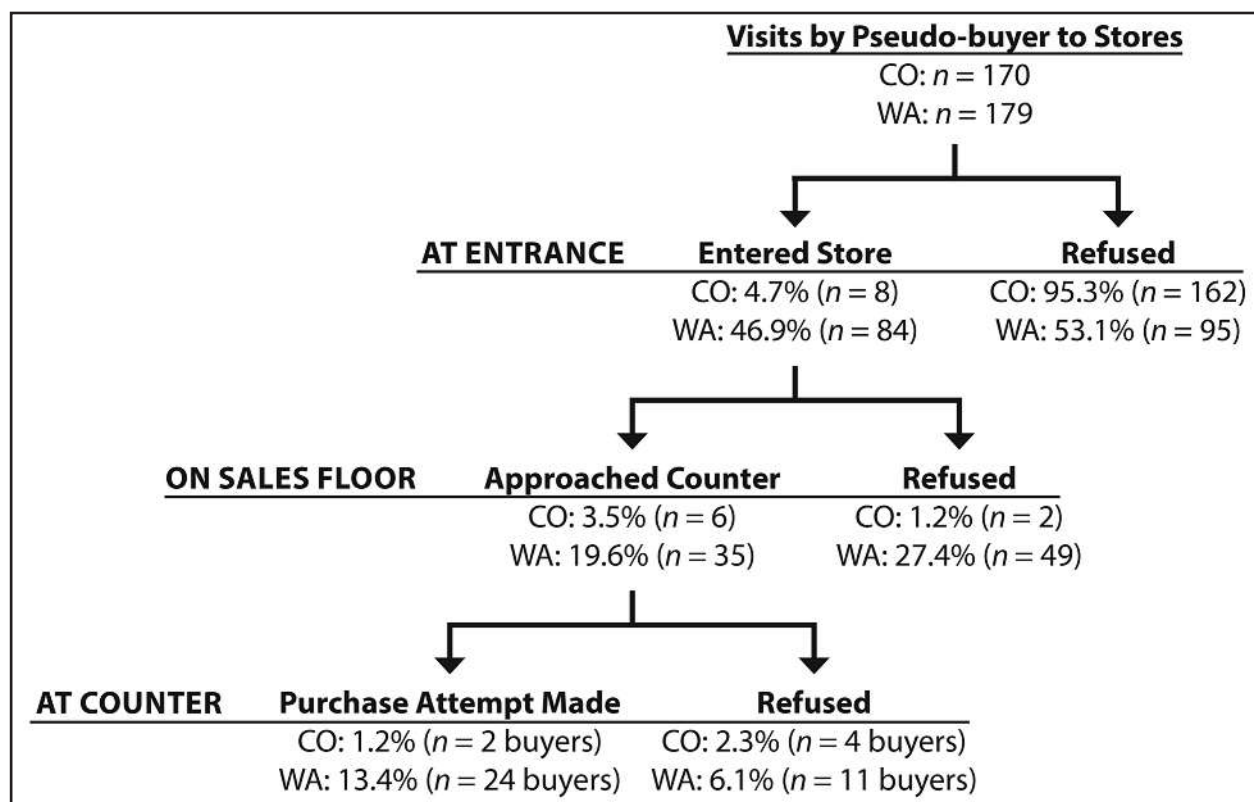 Visits by Pseudo-buyer to Stores
CO: n = 170
WA: n = 179
AT ENTRANCE Entered Store Refused
CO: 4.7% (n = 8) CO: 95.3% (n = 162)
WA: 46.9% (n = 84) WA: 53.1% (n = 95)
ON SALES FLOOR Approached Counter Refused
CO: 3.5% (n = 6) CO: 1.2% (n = 2)
WA: 19.6% (n = 35) WA: 27.4% (n = 49)
AT COUNTER Purchase Attempt Made Refused
CO: 1.2% (n = 2 buyers) CO: 2.3% (n = 4 buyers)
WA: 13.4% (n = 24 buyers) WA: 6.1% (n = 11 buyers)